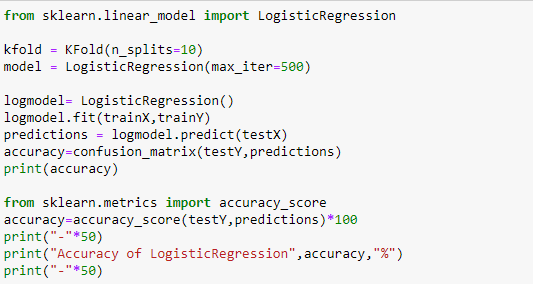 from sklearn.linear_model import LogisticRegression
kfold = KFold(n_splits=10)
model = LogisticRegression(max_iter=500)
logmodel= LogisticRegression()
logmodel.fit(trainX,trainY)
predictions = logmodel.predict(testX)
accuracy=confusion_matrix(testY,predictions)
print(accuracy)
from sklearn.metrics import accuracy_score
accuracy=accuracy_score(testY,predictions)*100
print("-"*50)
print("Accuracy of LogisticRegression",accuracy,"%")
print("-"*50)